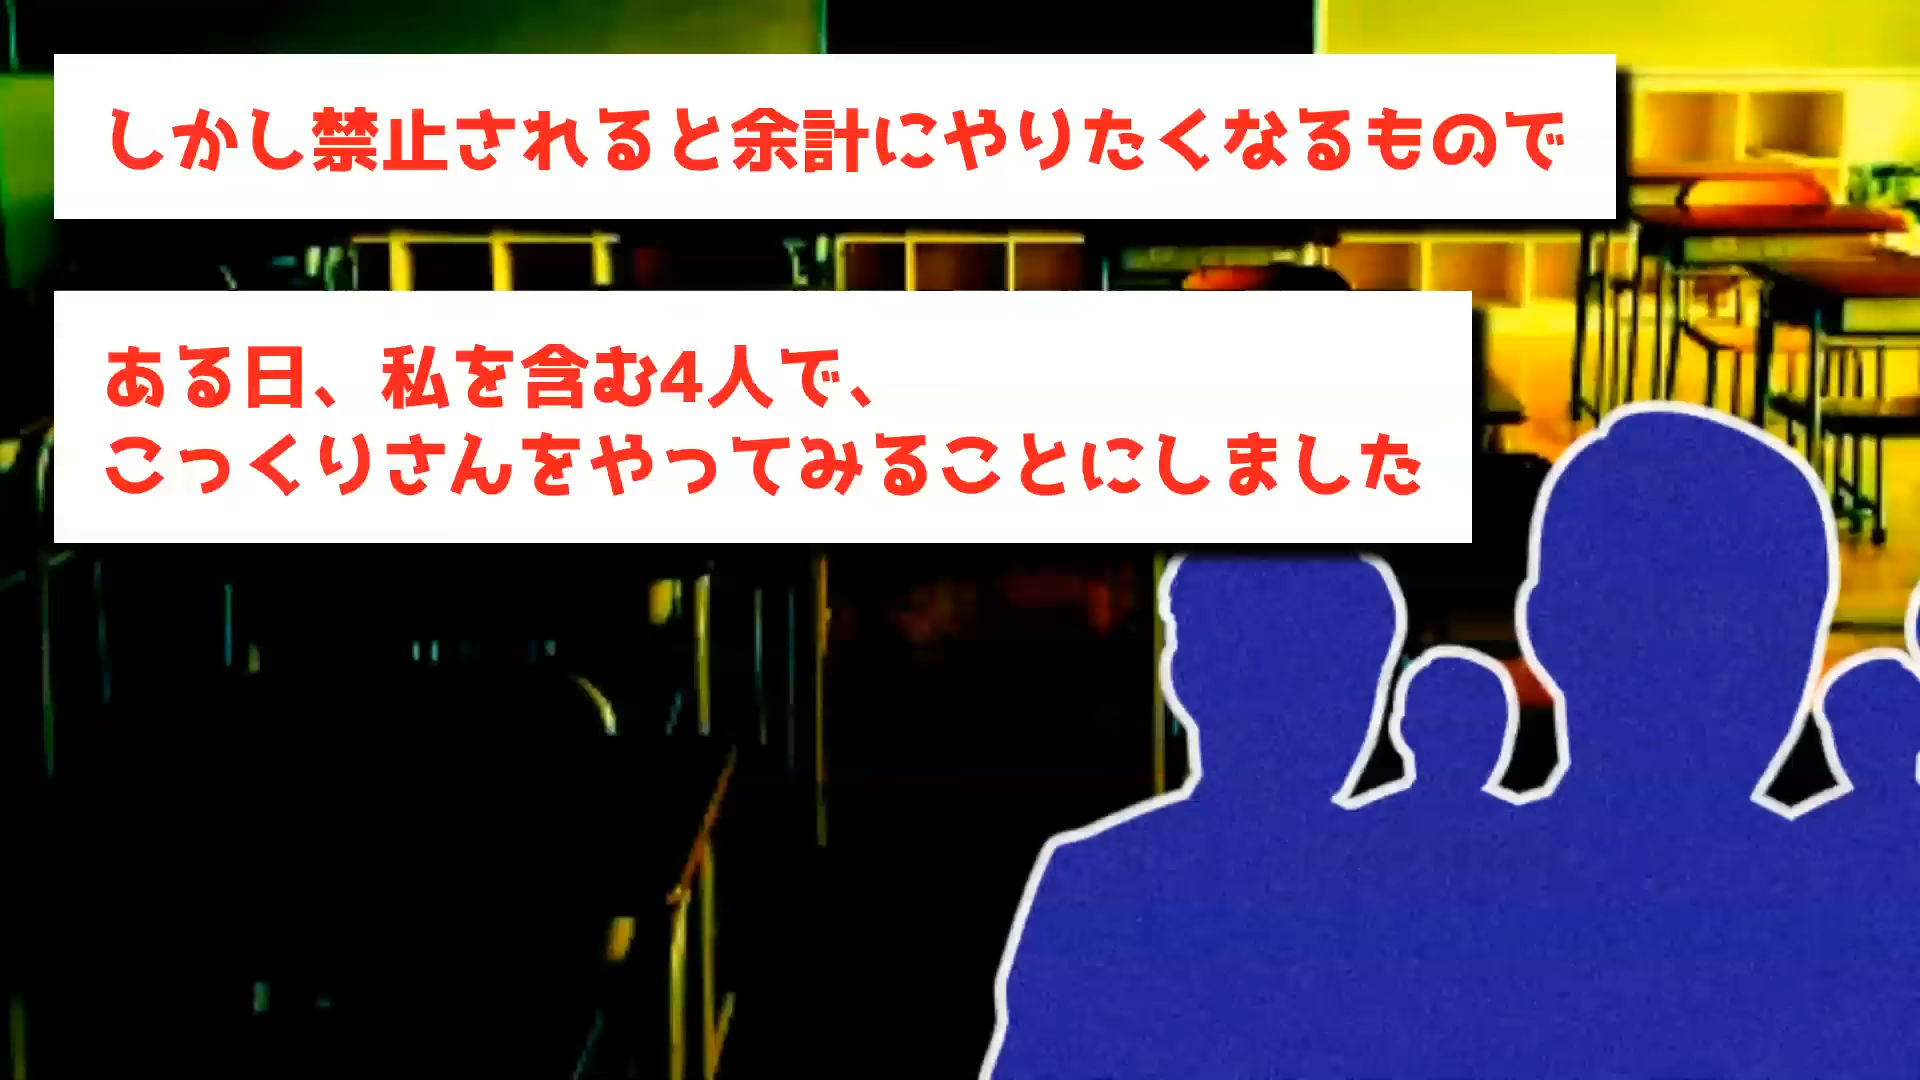 しかし禁止されると余計にやりたくなるもので
ある日、私を含む4人で、
こっくりさんをやってみることにしました